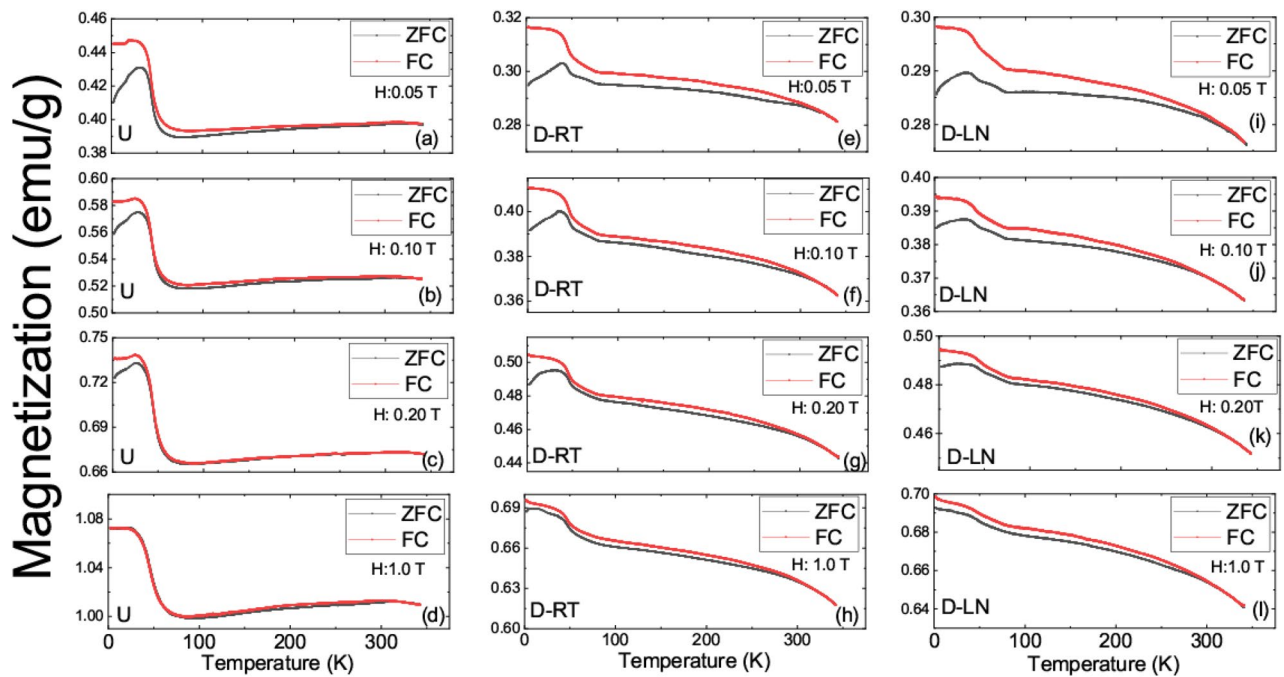 Magnetization (emu/g)
0.46
0.44
0.42
0.40
0.38
ZFC
FC
H:0.05 T
U
(a)
0.60
0.58
0.56
0.54
0.52
0.50
ZFC
FC
H: 0.10 T
U
(b)
0.75
0.72
0.69
0.66
ZFC
FC
H: 0.20 T
U
(c)
1.08
1.04
1.00
ZFC
FC
H:1.0 T
U
(d)
0 100 200 300
Temperature (K)
0.32
0.30
0.28
ZFC
FC
H:0.05 T
D-RT
(e)
0.40
0.38
0.36
ZFC
FC
H:0.10 T
D-RT
(f)
0.50
0.48
0.46
0.44
ZFC
FC
H: 0.20 T
D-RT
(g)
0.69
0.66
0.63
0.60
ZFC
FC
H: 1.0 T
D-RT
(h)
0 100 200 300
Temperature (K)
0.30
0.29
0.28
ZFC
FC
H: 0.05 T
D-LN
(i)
0.40
0.39
0.38
0.37
0.36
ZFC
FC
H: 0.10 T
D-LN
(j)
0.50
0.48
0.46
ZFC
FC
H: 0.20T
D-LN
(k)
0.70
0.68
0.66
0.64
ZFC
FC
H:1.0 T
D-LN
(l)
0 100 200 300
Temperature (K)